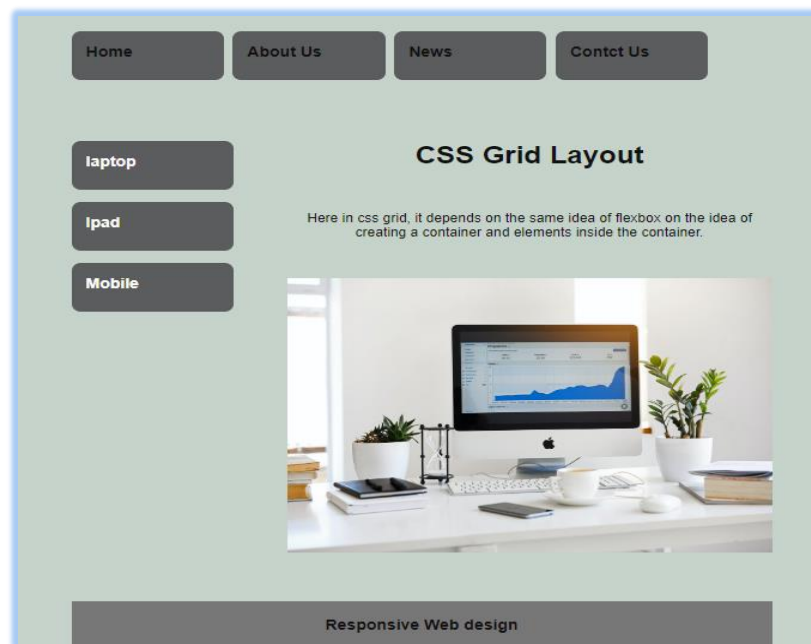 Home
About Us
News
Contct Us
laptop
Ipad
Mobile
CSS Grid Layout
Here in css grid, it depends on the same idea of flexbox on the idea of
creating a container and elements inside the container.
Responsive Web design